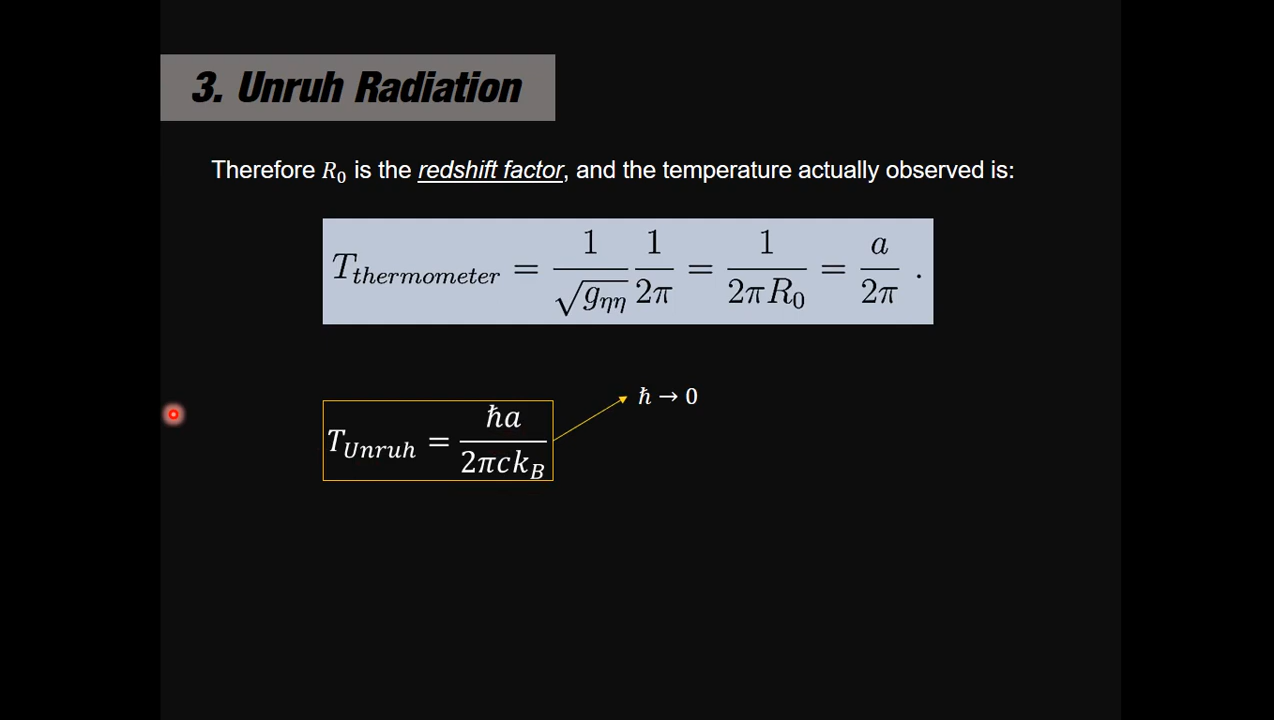 3. Unruh Radiation
Therefore R₀ is the redshift factor, and the temperature actually observed is:
T_thermometer = 1/√g_ηη 1/2π = 1/2πR₀ = a/2π .
ħ → 0
T_Unruh = ħa/2πck_B